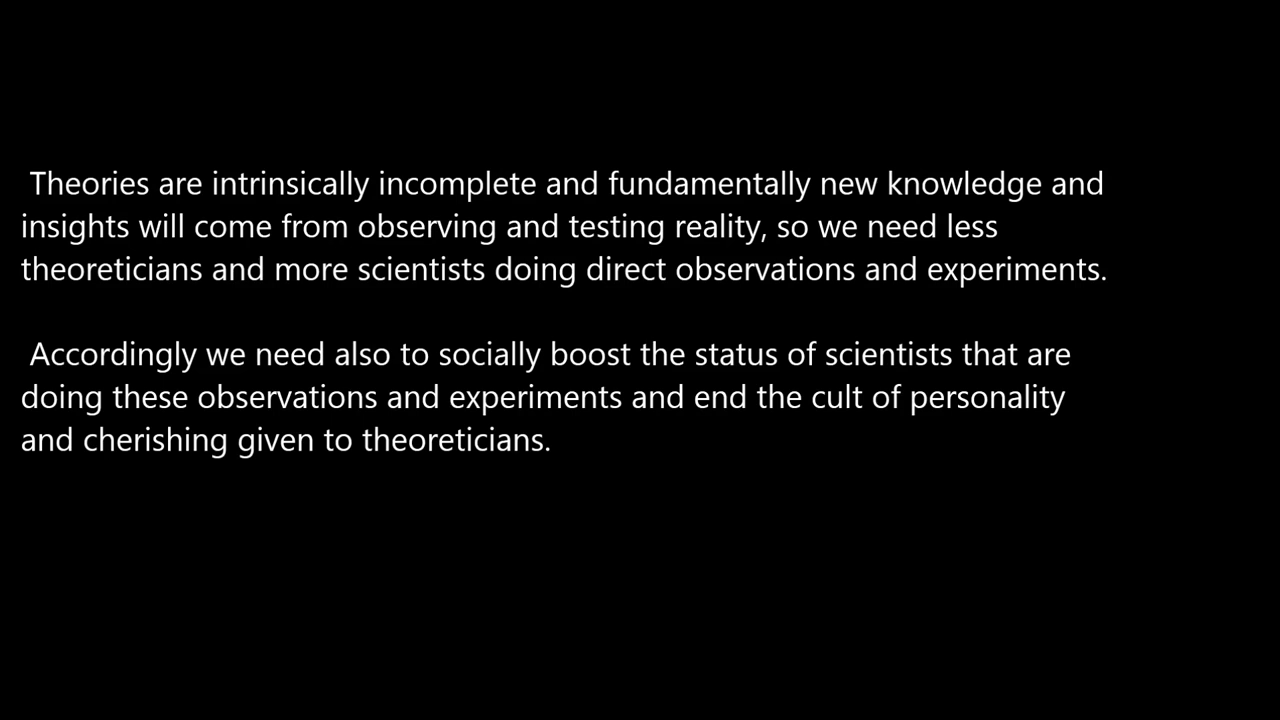 Theories are intrinsically incomplete and fundamentally new knowledge and
insights will come from observing and testing reality, so we need less
theoreticians and more scientists doing direct observations and experiments.
Accordingly we need also to socially boost the status of scientists that are
doing these observations and experiments and end the cult of personality
and cherishing given to theoreticians.